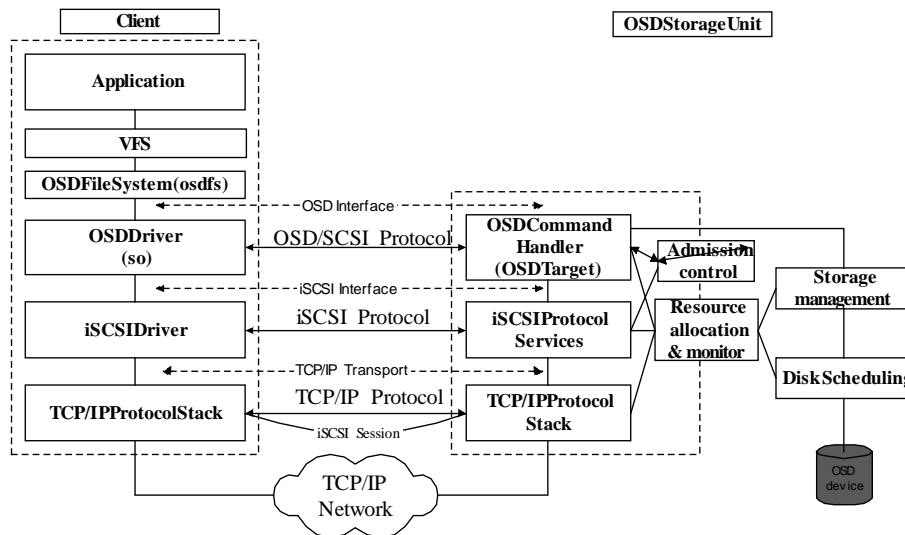 Client
OSDStorageUnit
Application
VFS
OSDFileSystem(osdfs)
OSD Interface
OSDDriver
(so)
OSD/SCSI Protocol
OSDCommand
Handler
(OSDTarget)
Admission
control
iSCSI Interface
Storage
management
iSCSIDriver
iSCSI Protocol
iSCSIProtocol
Services
Resource
allocation
& monitor
TCP/IP Transport
DiskScheduling
TCP/IPProtocolStack
TCP/IP Protocol
TCP/IPProtocol
Stack
iSCSI Session
TCP/IP
Network
OSD
device